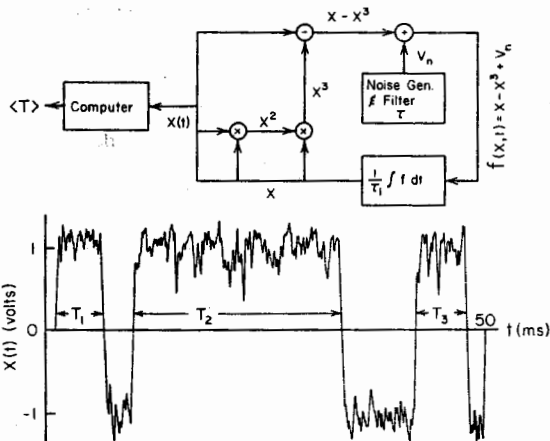 X – X³
Vₙ
X³
Noise Gen.
& Filter
τ
<T>
Computer
X(t)
X²
f(x,t) = X – X³ + Vₙ
1/τ₁ ∫ f dt
X
X(t) (volts)
1
0
-1
T₁
T₂
T₃
50
t (ms)